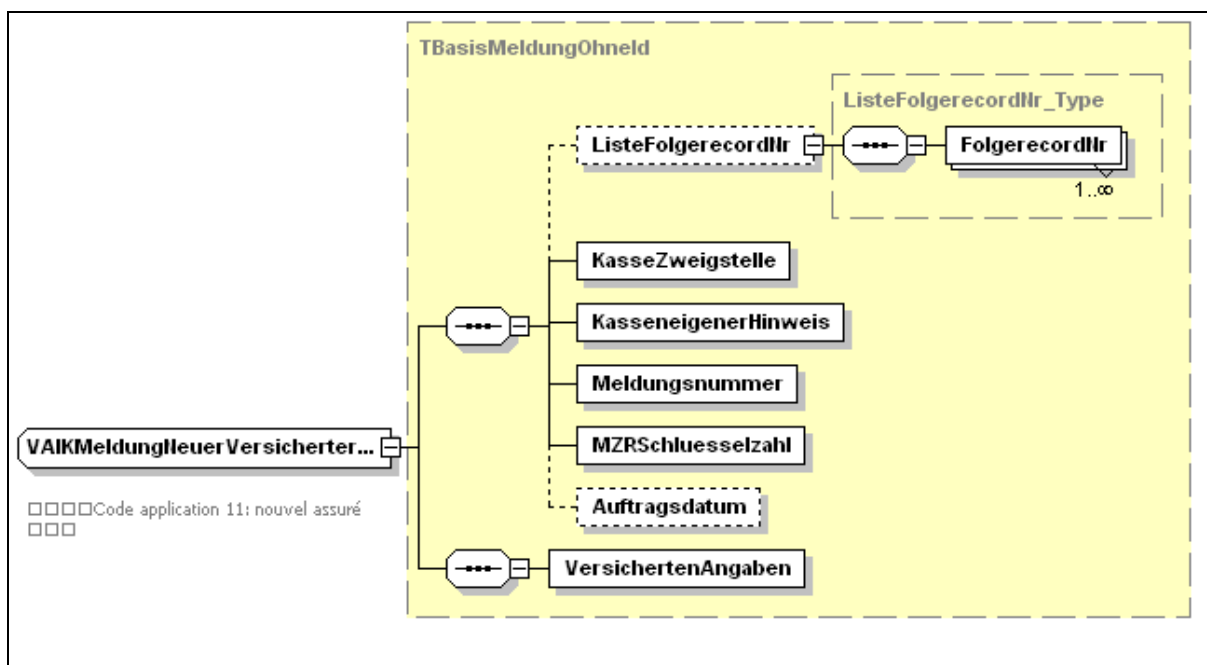 TBasisMeldungOhneId
ListeFolgerecordNr_Type
ListeFolgerecordNr
FolgerecordNr
1..∞
KasseZweigstelle
KasseneigenerHinweis
Meldungsnummer
MZRSchluesselzahl
VAIKMeldungNeuerVersicherter...
Auftragsdatum
□□□□Code application 11: nouvel assuré
□□□
VersichertenAngaben